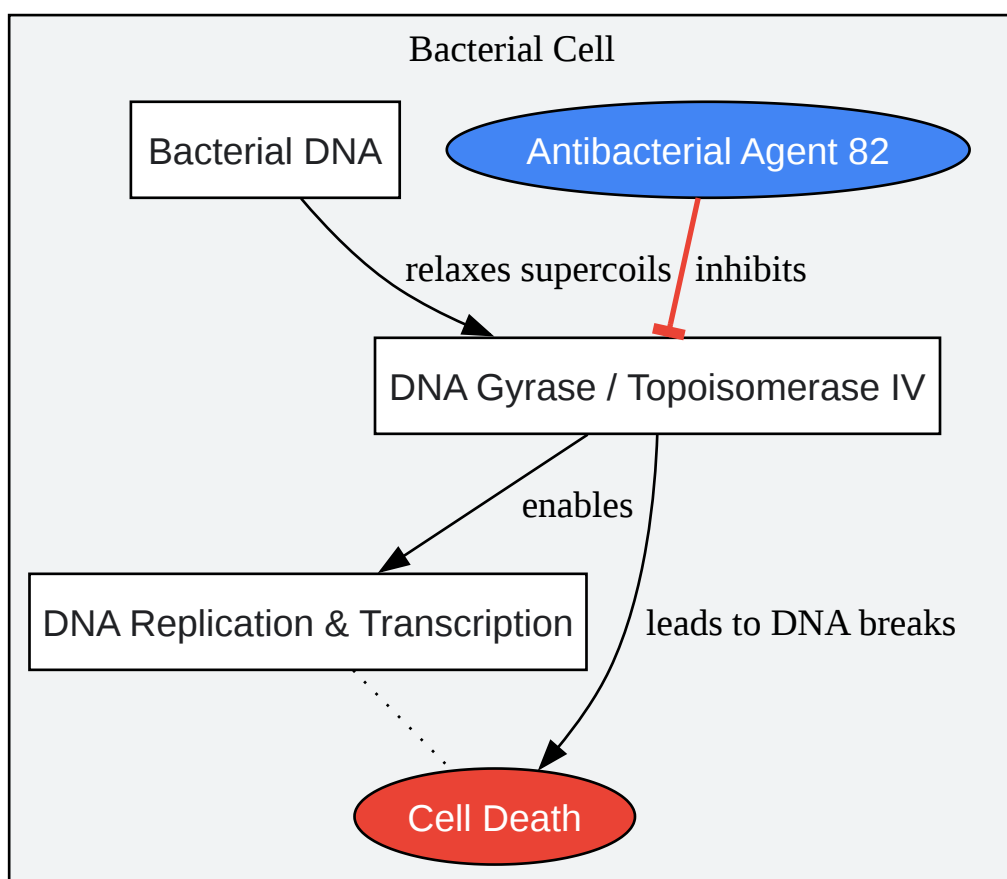 Bacterial Cell
Bacterial DNA
Antibacterial Agent 82
relaxes supercoils
inhibits
DNA Gyrase / Topoisomerase IV
enables
DNA Replication & Transcription
leads to DNA breaks
Cell Death